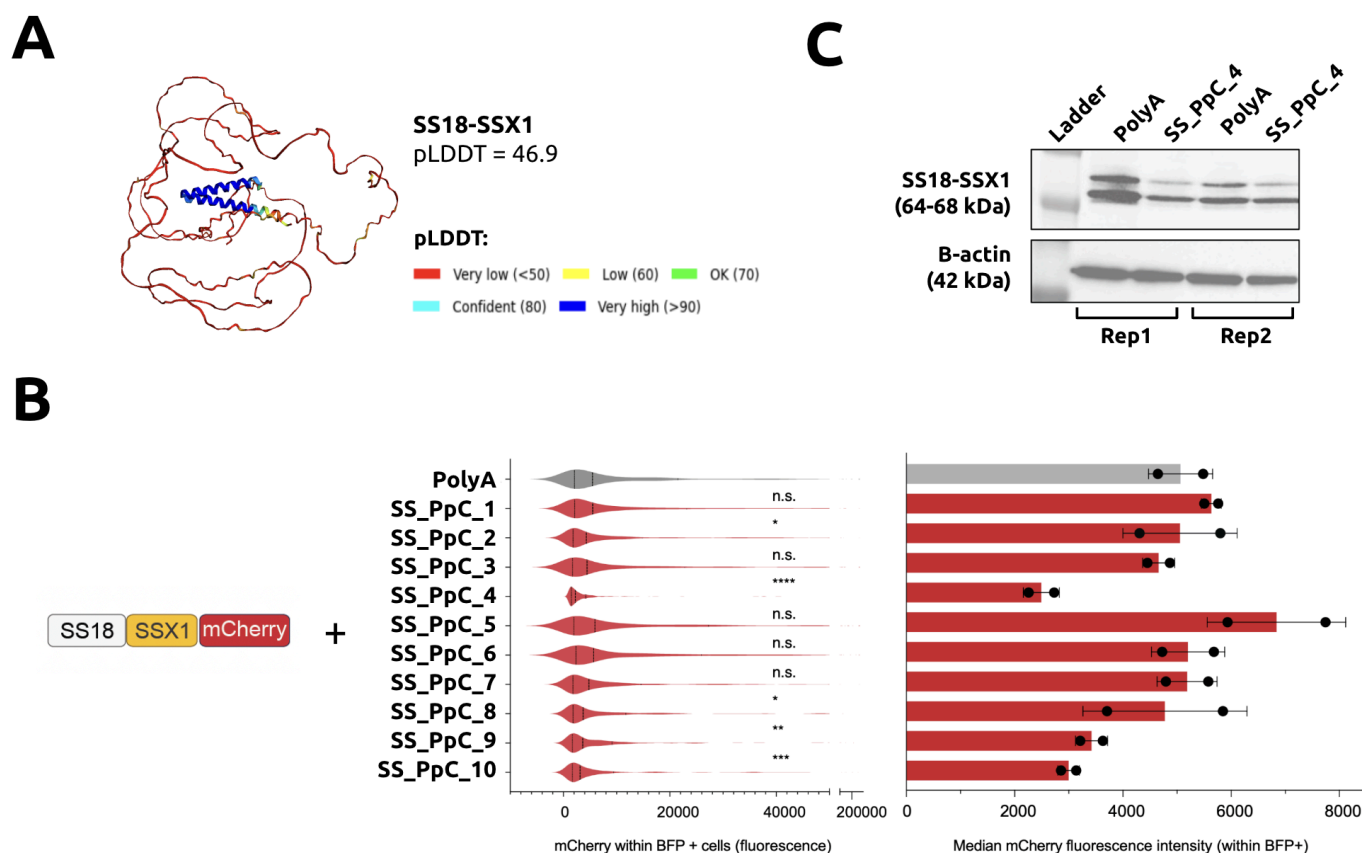 A
SS18-SSX1
pLDDT = 46.9
pLDDT:
Very low (<50) Low (60) OK (70)
Confident (80) Very high (>90)
C
Ladder PolyA SS_PpC_4 PolyA SS_PpC_4
SS18-SSX1
(64-68 kDa)
B-actin
(42 kDa)
Rep1 Rep2
B
SS18 SSX1 mCherry +
PolyA
SS_PpC_1 n.s.
SS_PpC_2 *
SS_PpC_3 n.s.
SS_PpC_4 ****
SS_PpC_5 n.s.
SS_PpC_6 n.s.
SS_PpC_7 n.s.
SS_PpC_8 *
SS_PpC_9 **
SS_PpC_10 ***
0 20000 40000 200000
mCherry within BFP + cells (fluorescence)
0 2000 4000 6000 8000
Median mCherry fluorescence intensity (within BFP+)